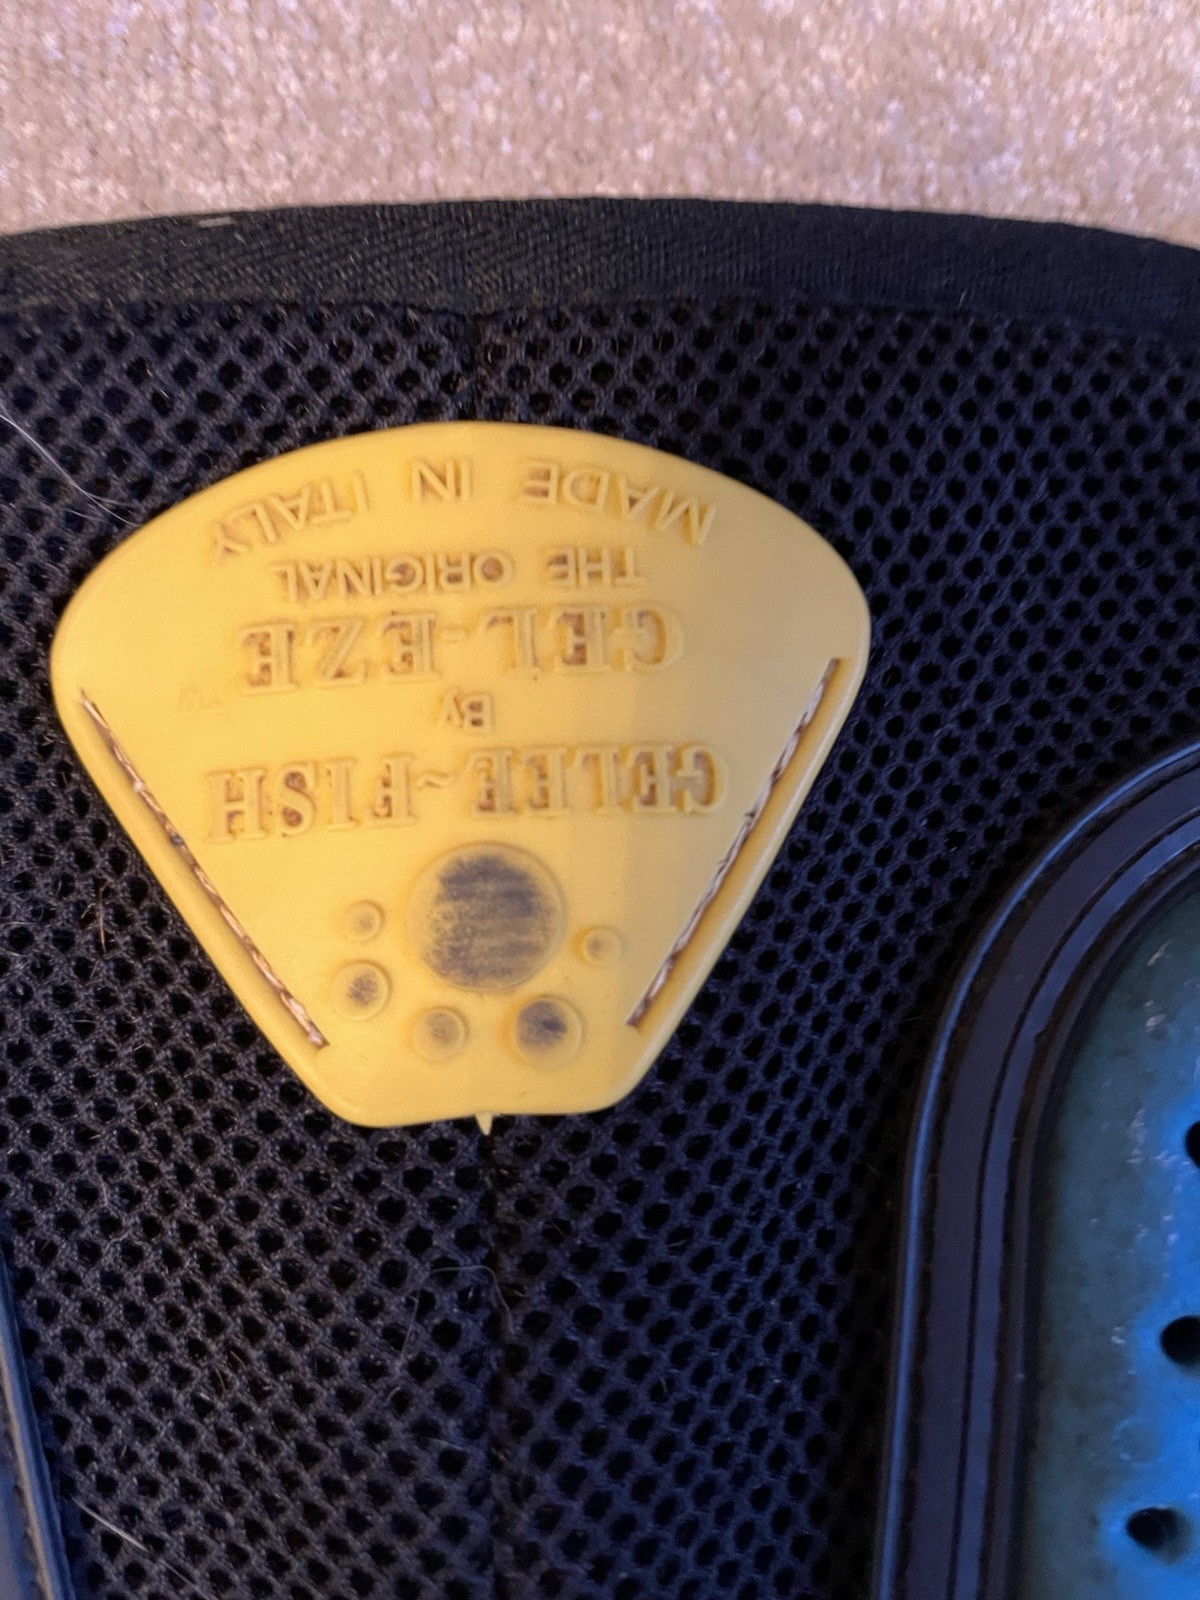 GELEE~FISH
BY
GEL-EZE
THE ORIGINAL
MADE IN ITALY